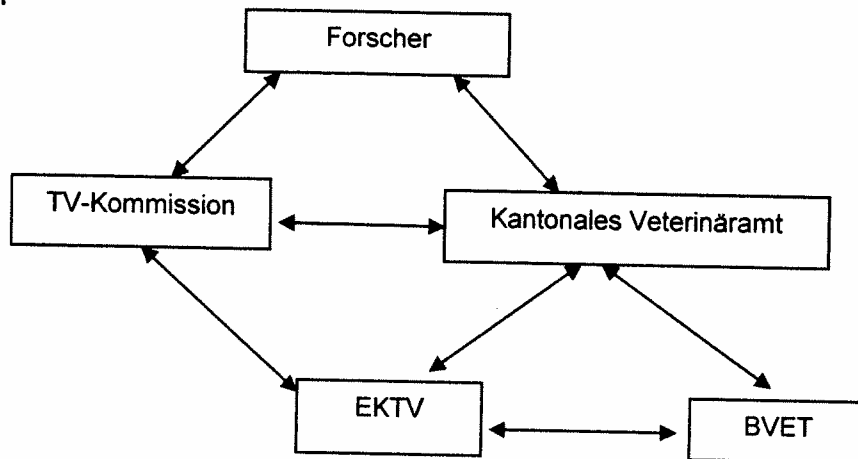 Forscher
TV-Kommission
Kantonales Veterinäramt
EKTV
BVET